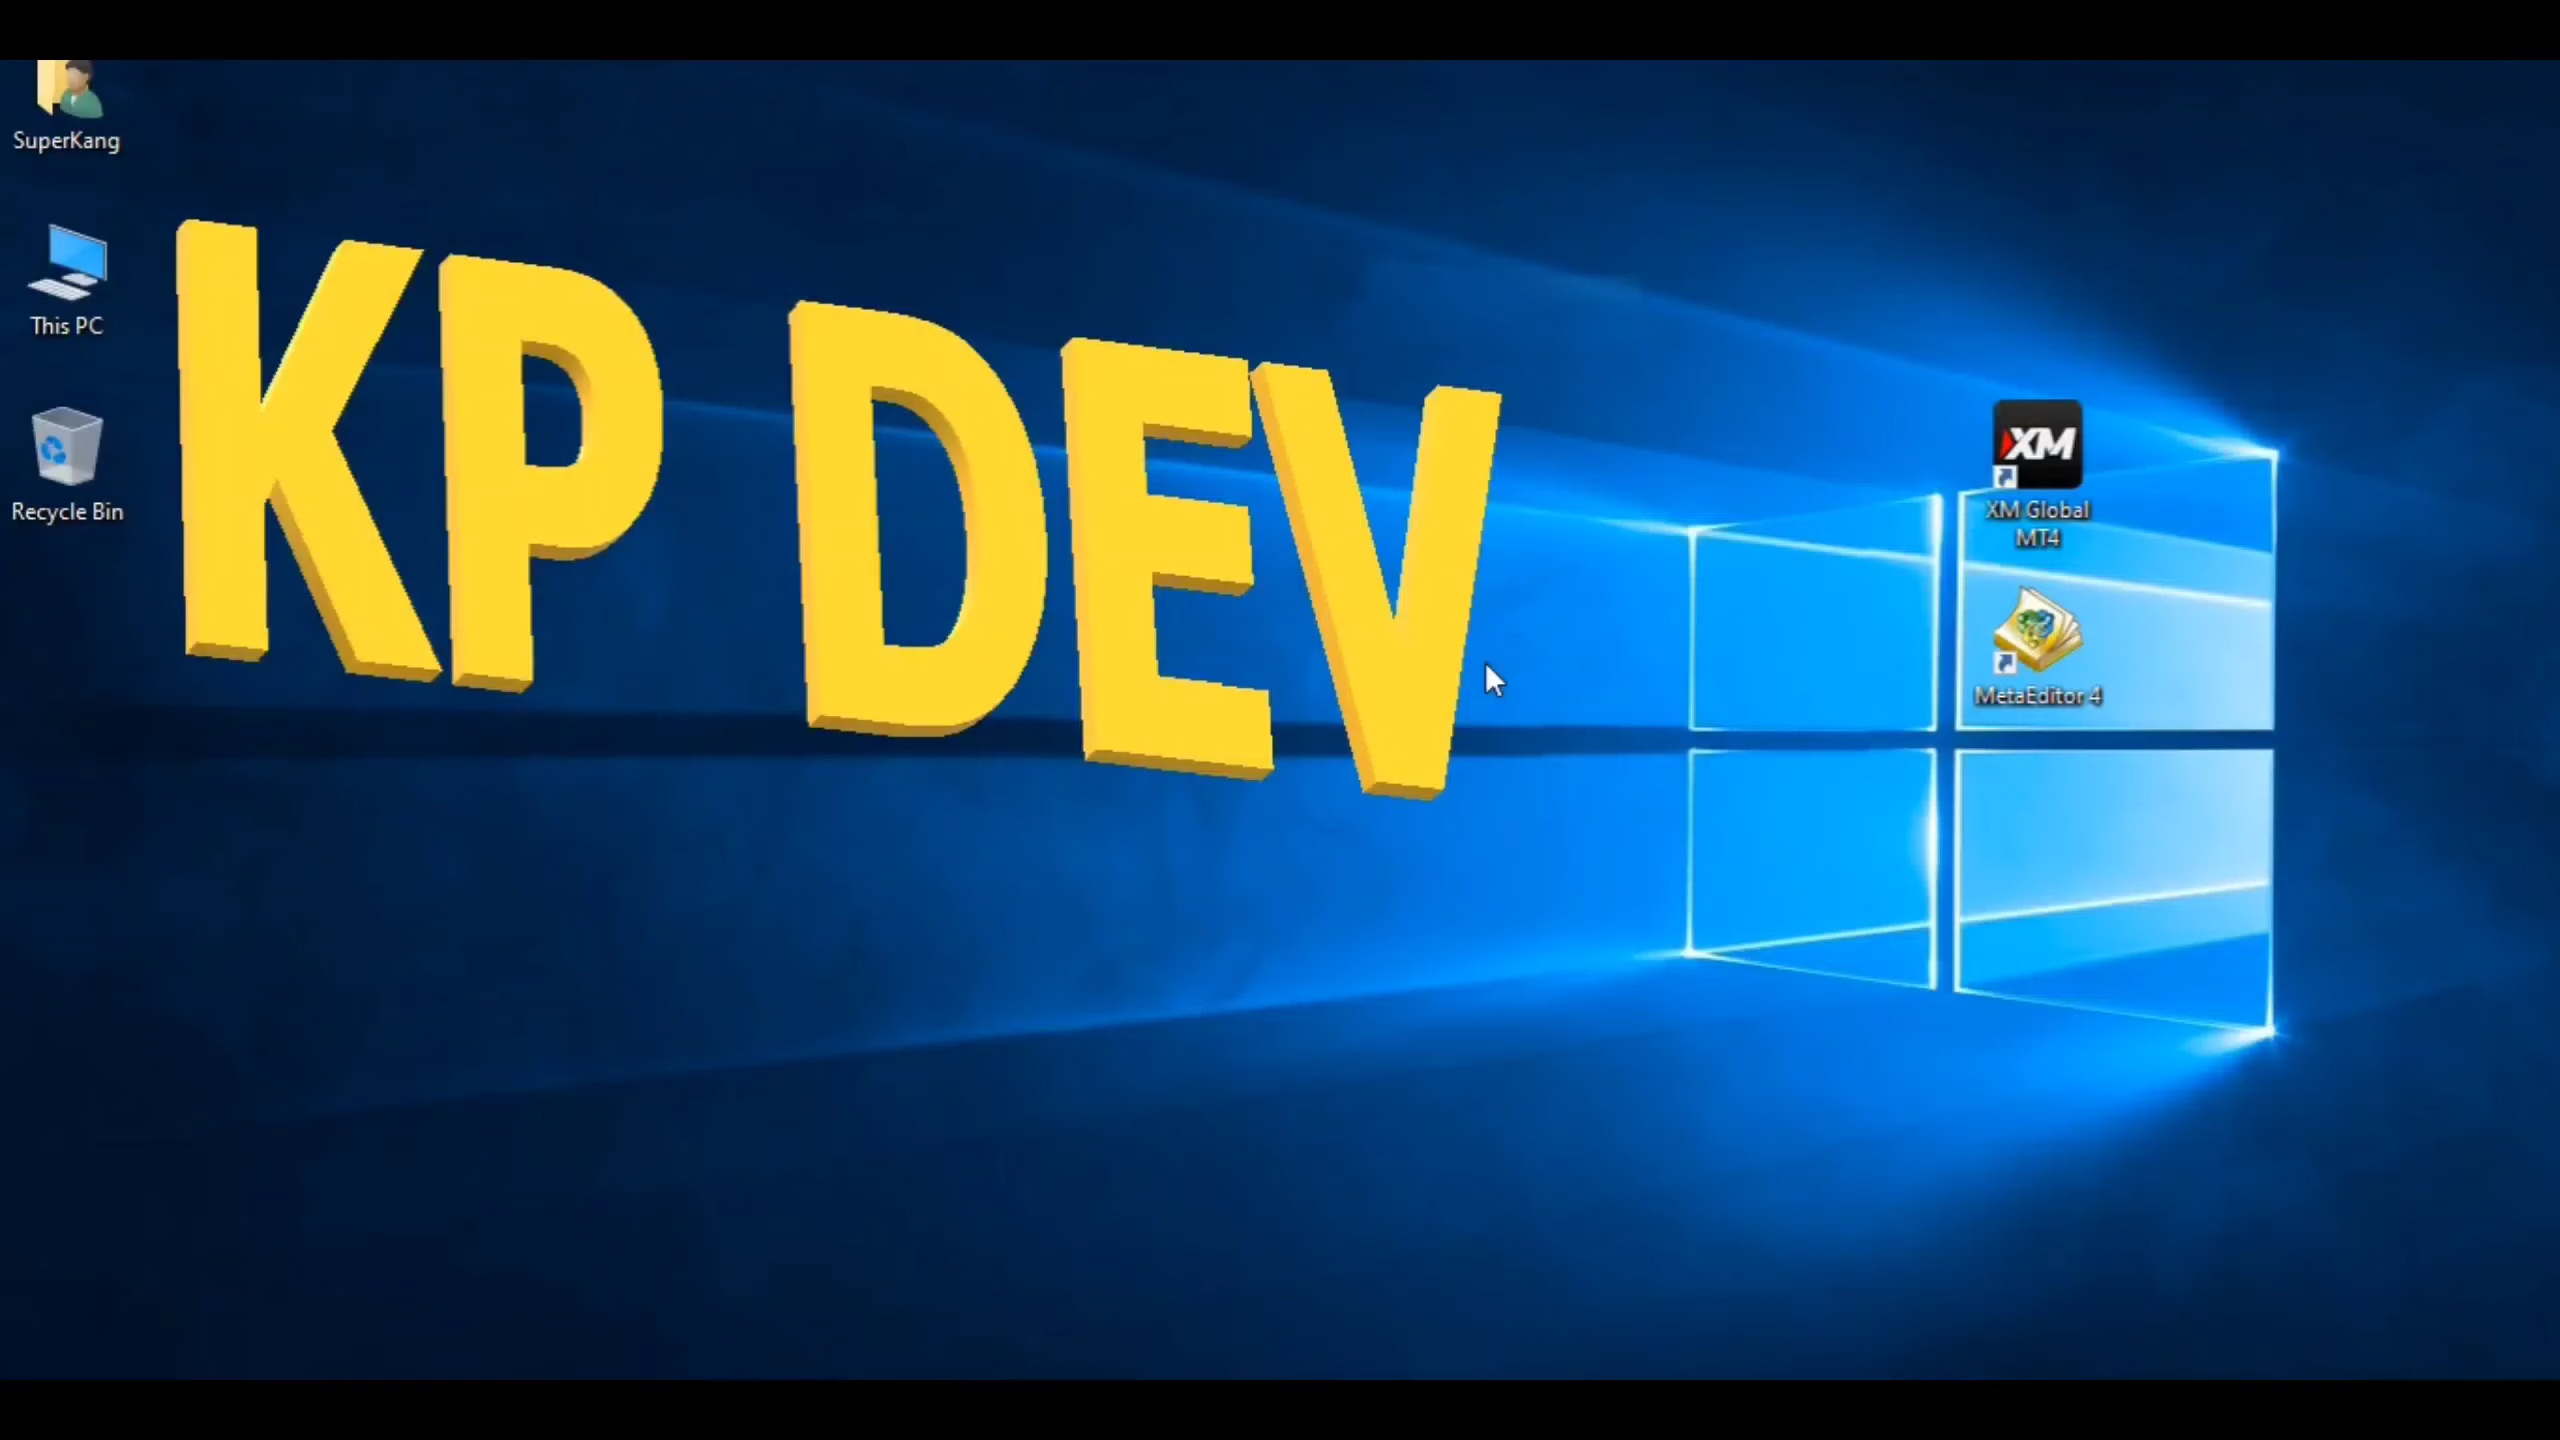 SuperKang
This PC
Recycle Bin
KP DEV
XM
XM Global
MT4
MetaEditor 4